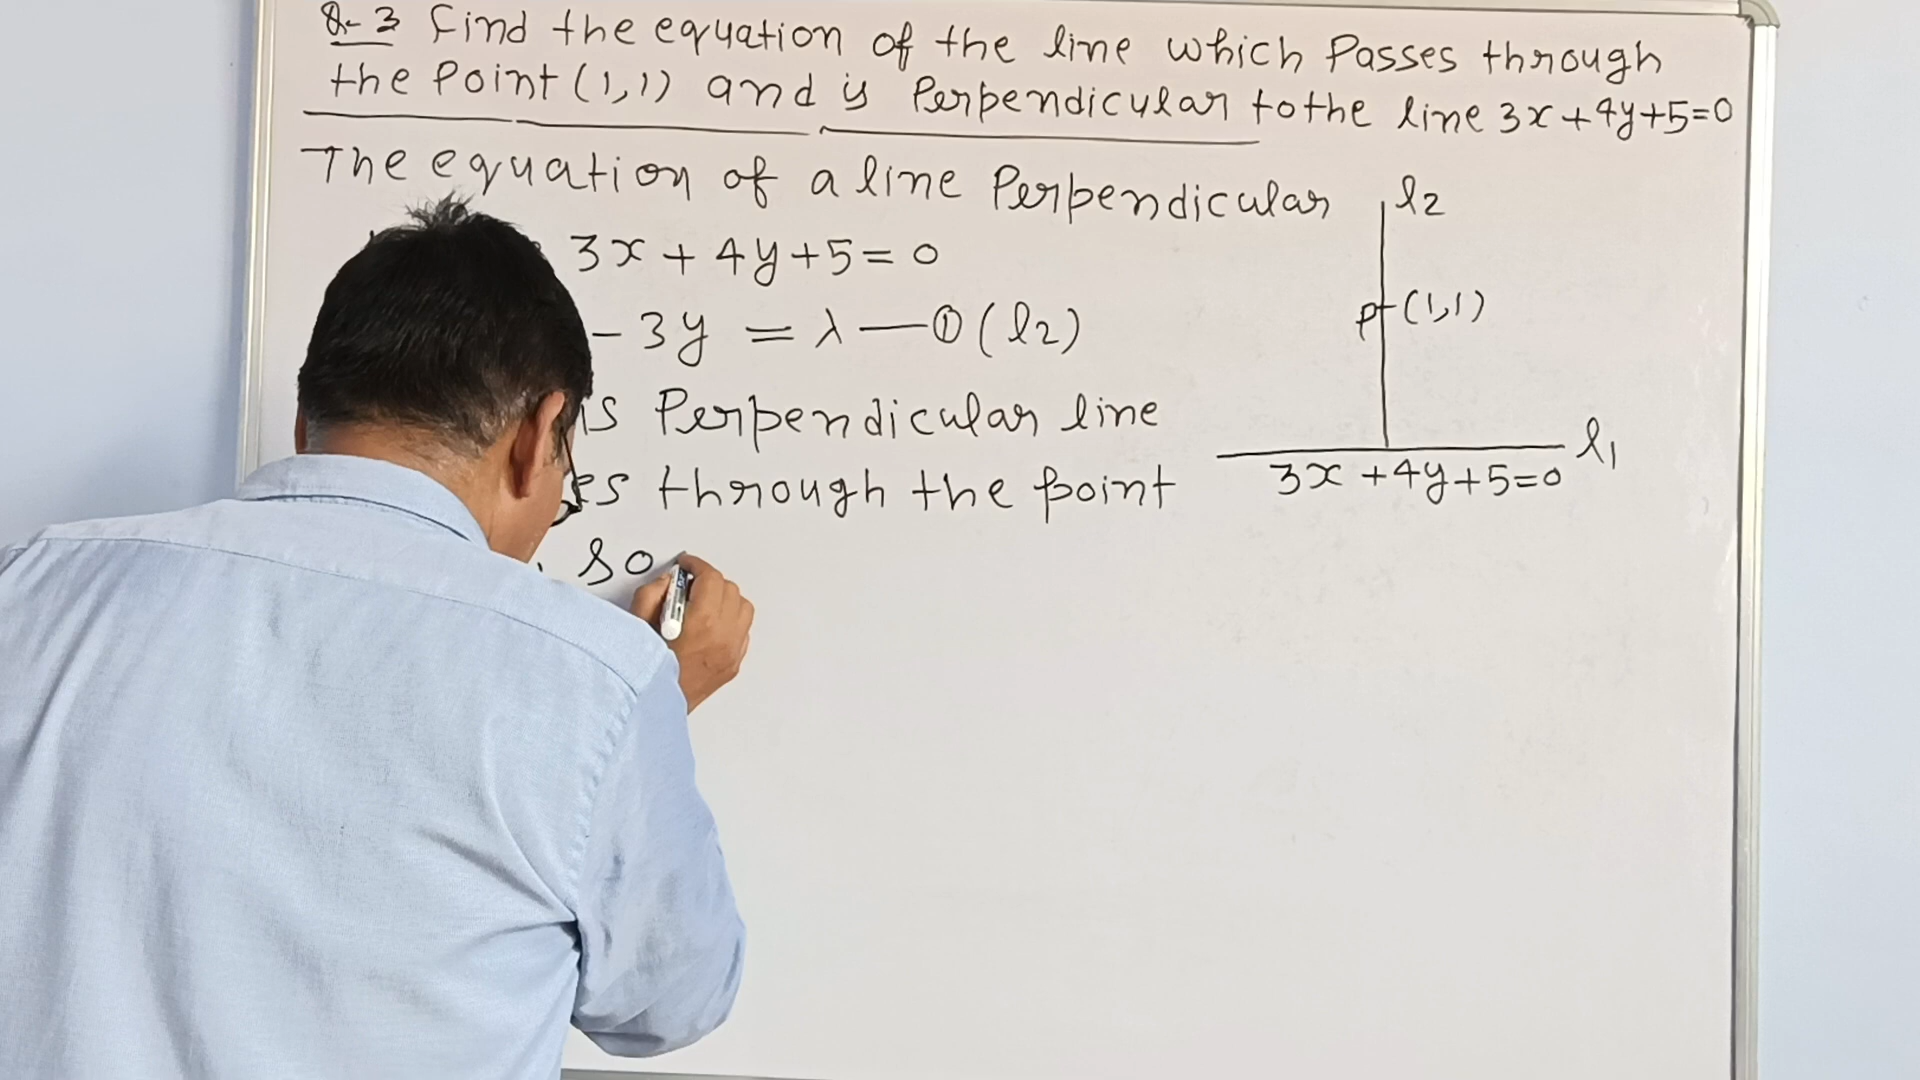 Q-3 Find the equation of the line which Passes through
the Point (1,1) and is Perpendicular to the line 3x+4y+5=0
The equation of a line Perpendicular
3x + 4y + 5 = 0
- 3y = λ — ① (l2)
is Perpendicular line
es through the point
so
l2
P (1,1)
l1
3x + 4y + 5 = 0